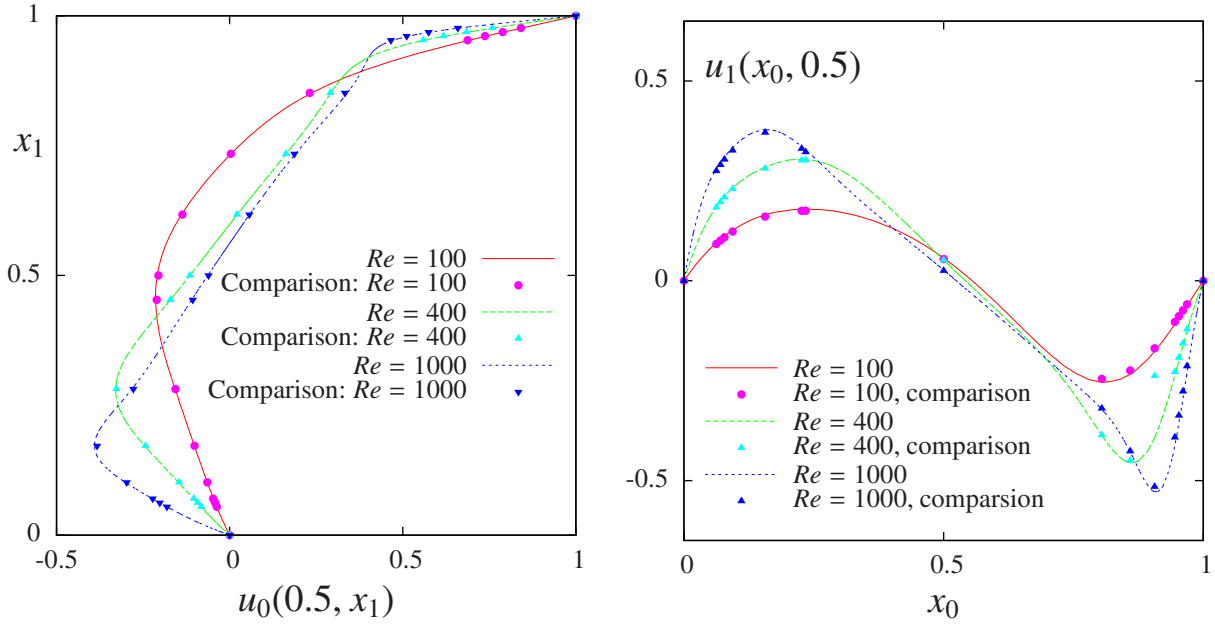 1
x₁
0.5
0
-0.5
0
0.5
1
u₀(0.5, x₁)
Re = 100
Comparison: Re = 100
Re = 400
Comparison: Re = 400
Re = 1000
Comparison: Re = 1000
u₁(x₀, 0.5)
0.5
0
-0.5
0
0.5
1
x₀
Re = 100
Re = 100, comparison
Re = 400
Re = 400, comparison
Re = 1000
Re = 1000, comparsion